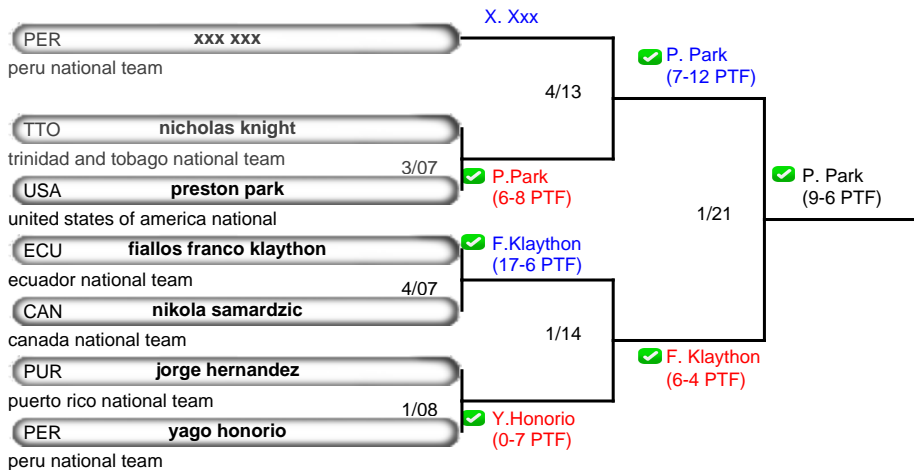 X. Xxx
PER xxx xxx
peru national team
P. Park
(7-12 PTF)
4/13
TTO nicholas knight
trinidad and tobago national team
3/07
P.Park
(6-8 PTF)
USA preston park
united states of america national
P. Park
(9-6 PTF)
1/21
ECU fiallos franco klaython
F.Klaython
(17-6 PTF)
ecuador national team
4/07
CAN nikola samardzic
canada national team
1/14
F. Klaython
(6-4 PTF)
PUR jorge hernandez
puerto rico national team
1/08
Y.Honorio
(0-7 PTF)
PER yago honorio
peru national team